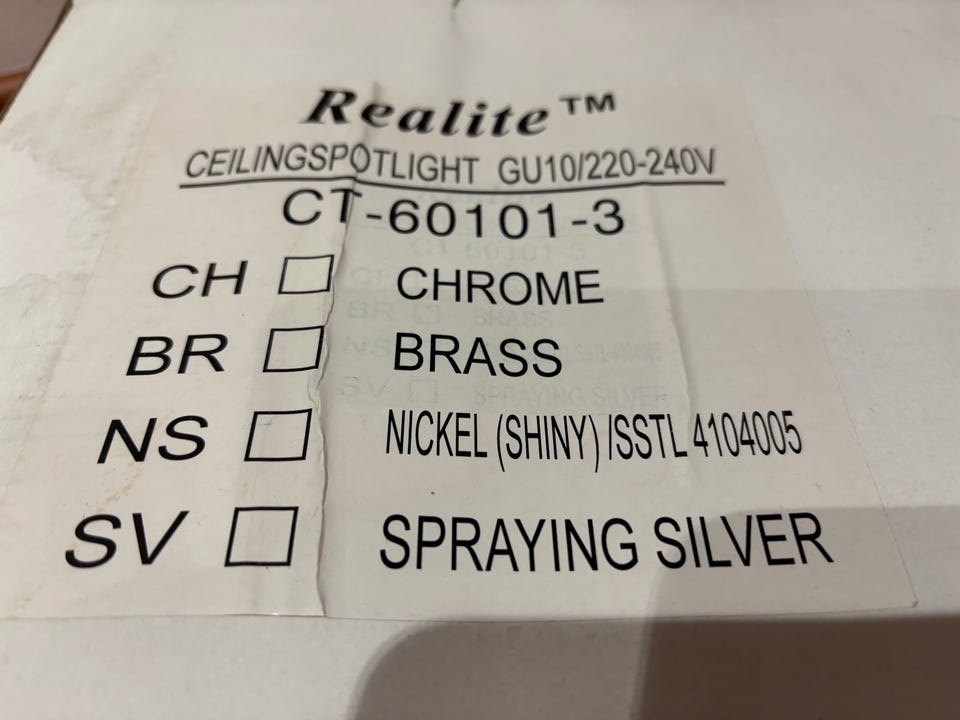 Realite™
CEILINGSPOTLIGHT GU10/220-240V
CT-60101-3
CH □ CHROME
BR □ BRASS
NS □ NICKEL (SHINY) /SSTL 4104005
SV □ SPRAYING SILVER